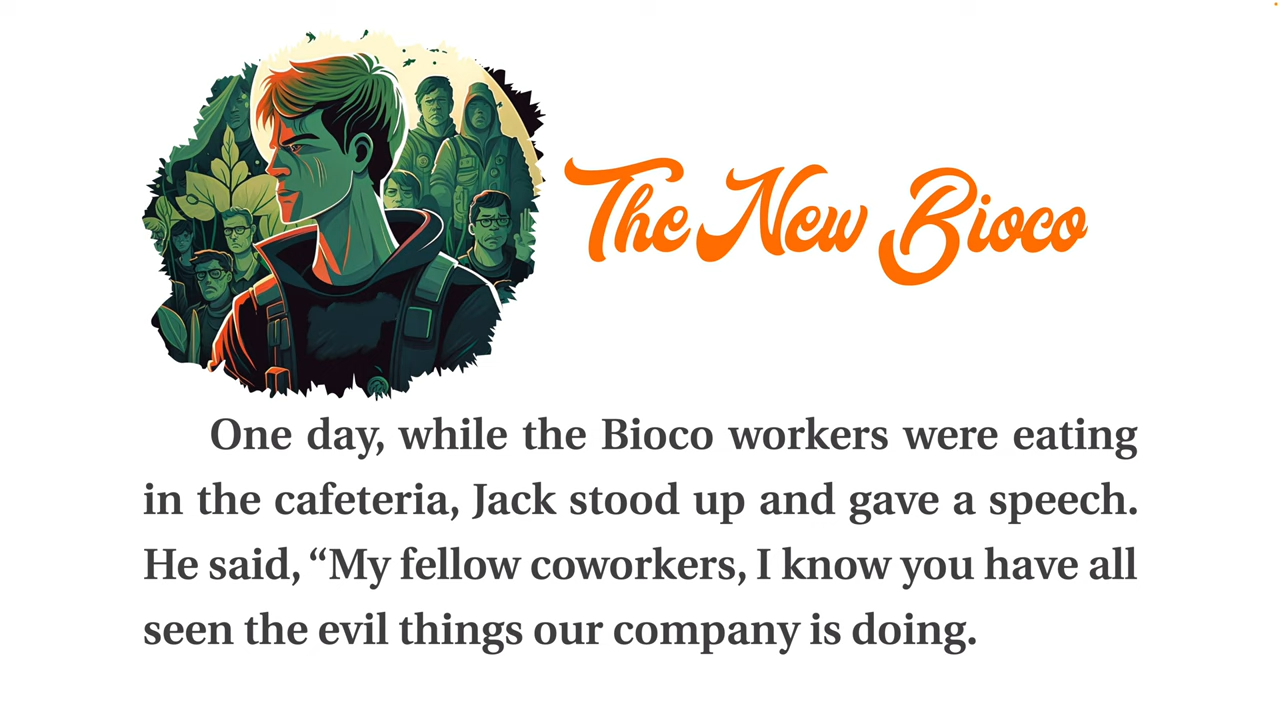 The New Bioco
One day, while the Bioco workers were eating
in the cafeteria, Jack stood up and gave a speech.
He said, “My fellow coworkers, I know you have all
seen the evil things our company is doing.